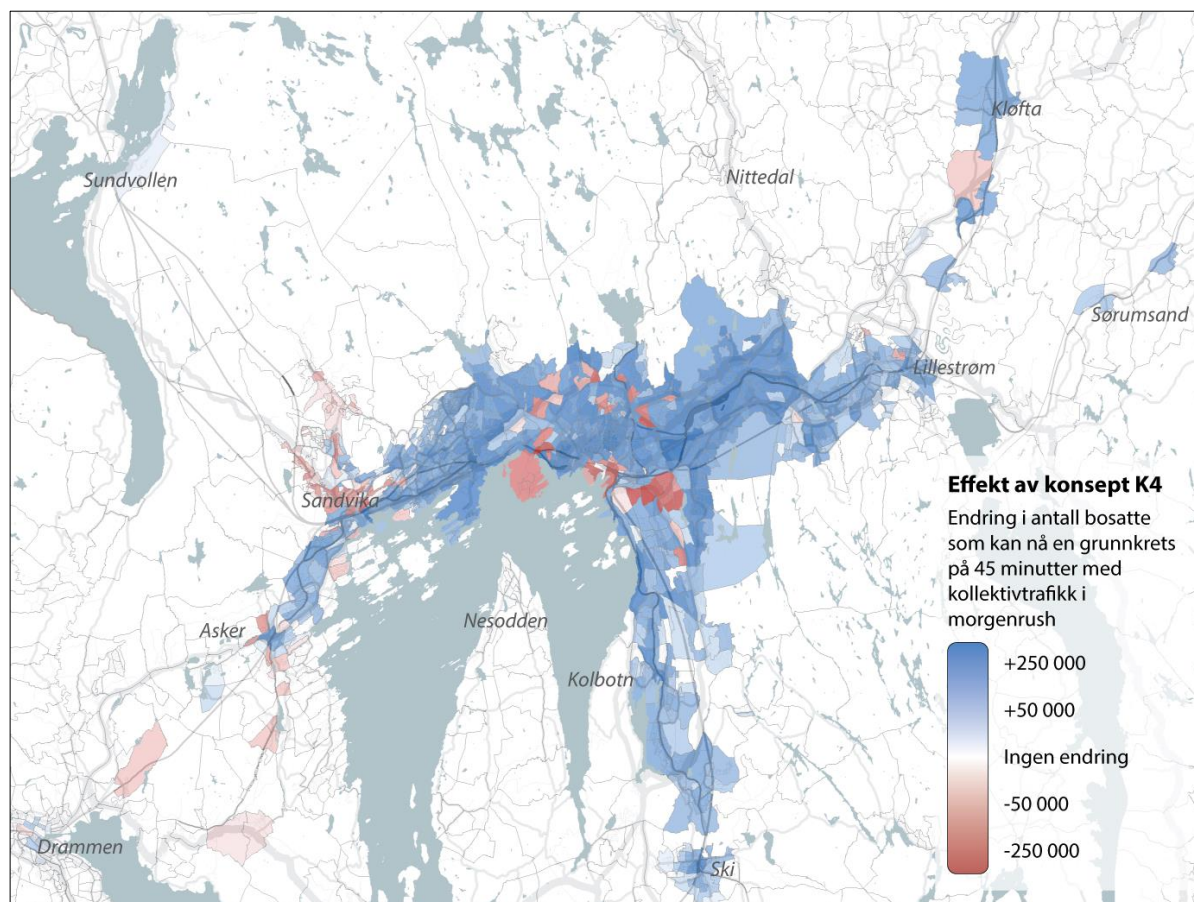 Kløfta
Sundvollen
Nittedal
Sørumsand
Lillestrøm
Sandvika
Asker
Nesodden
Kolbotn
Drammen
Ski
Effekt av konsept K4
Endring i antall bosatte
som kan nå en grunnkrets
på 45 minutter med
kollektivtrafikk i
morgenrush
+250 000
+50 000
Ingen endring
-50 000
-250 000